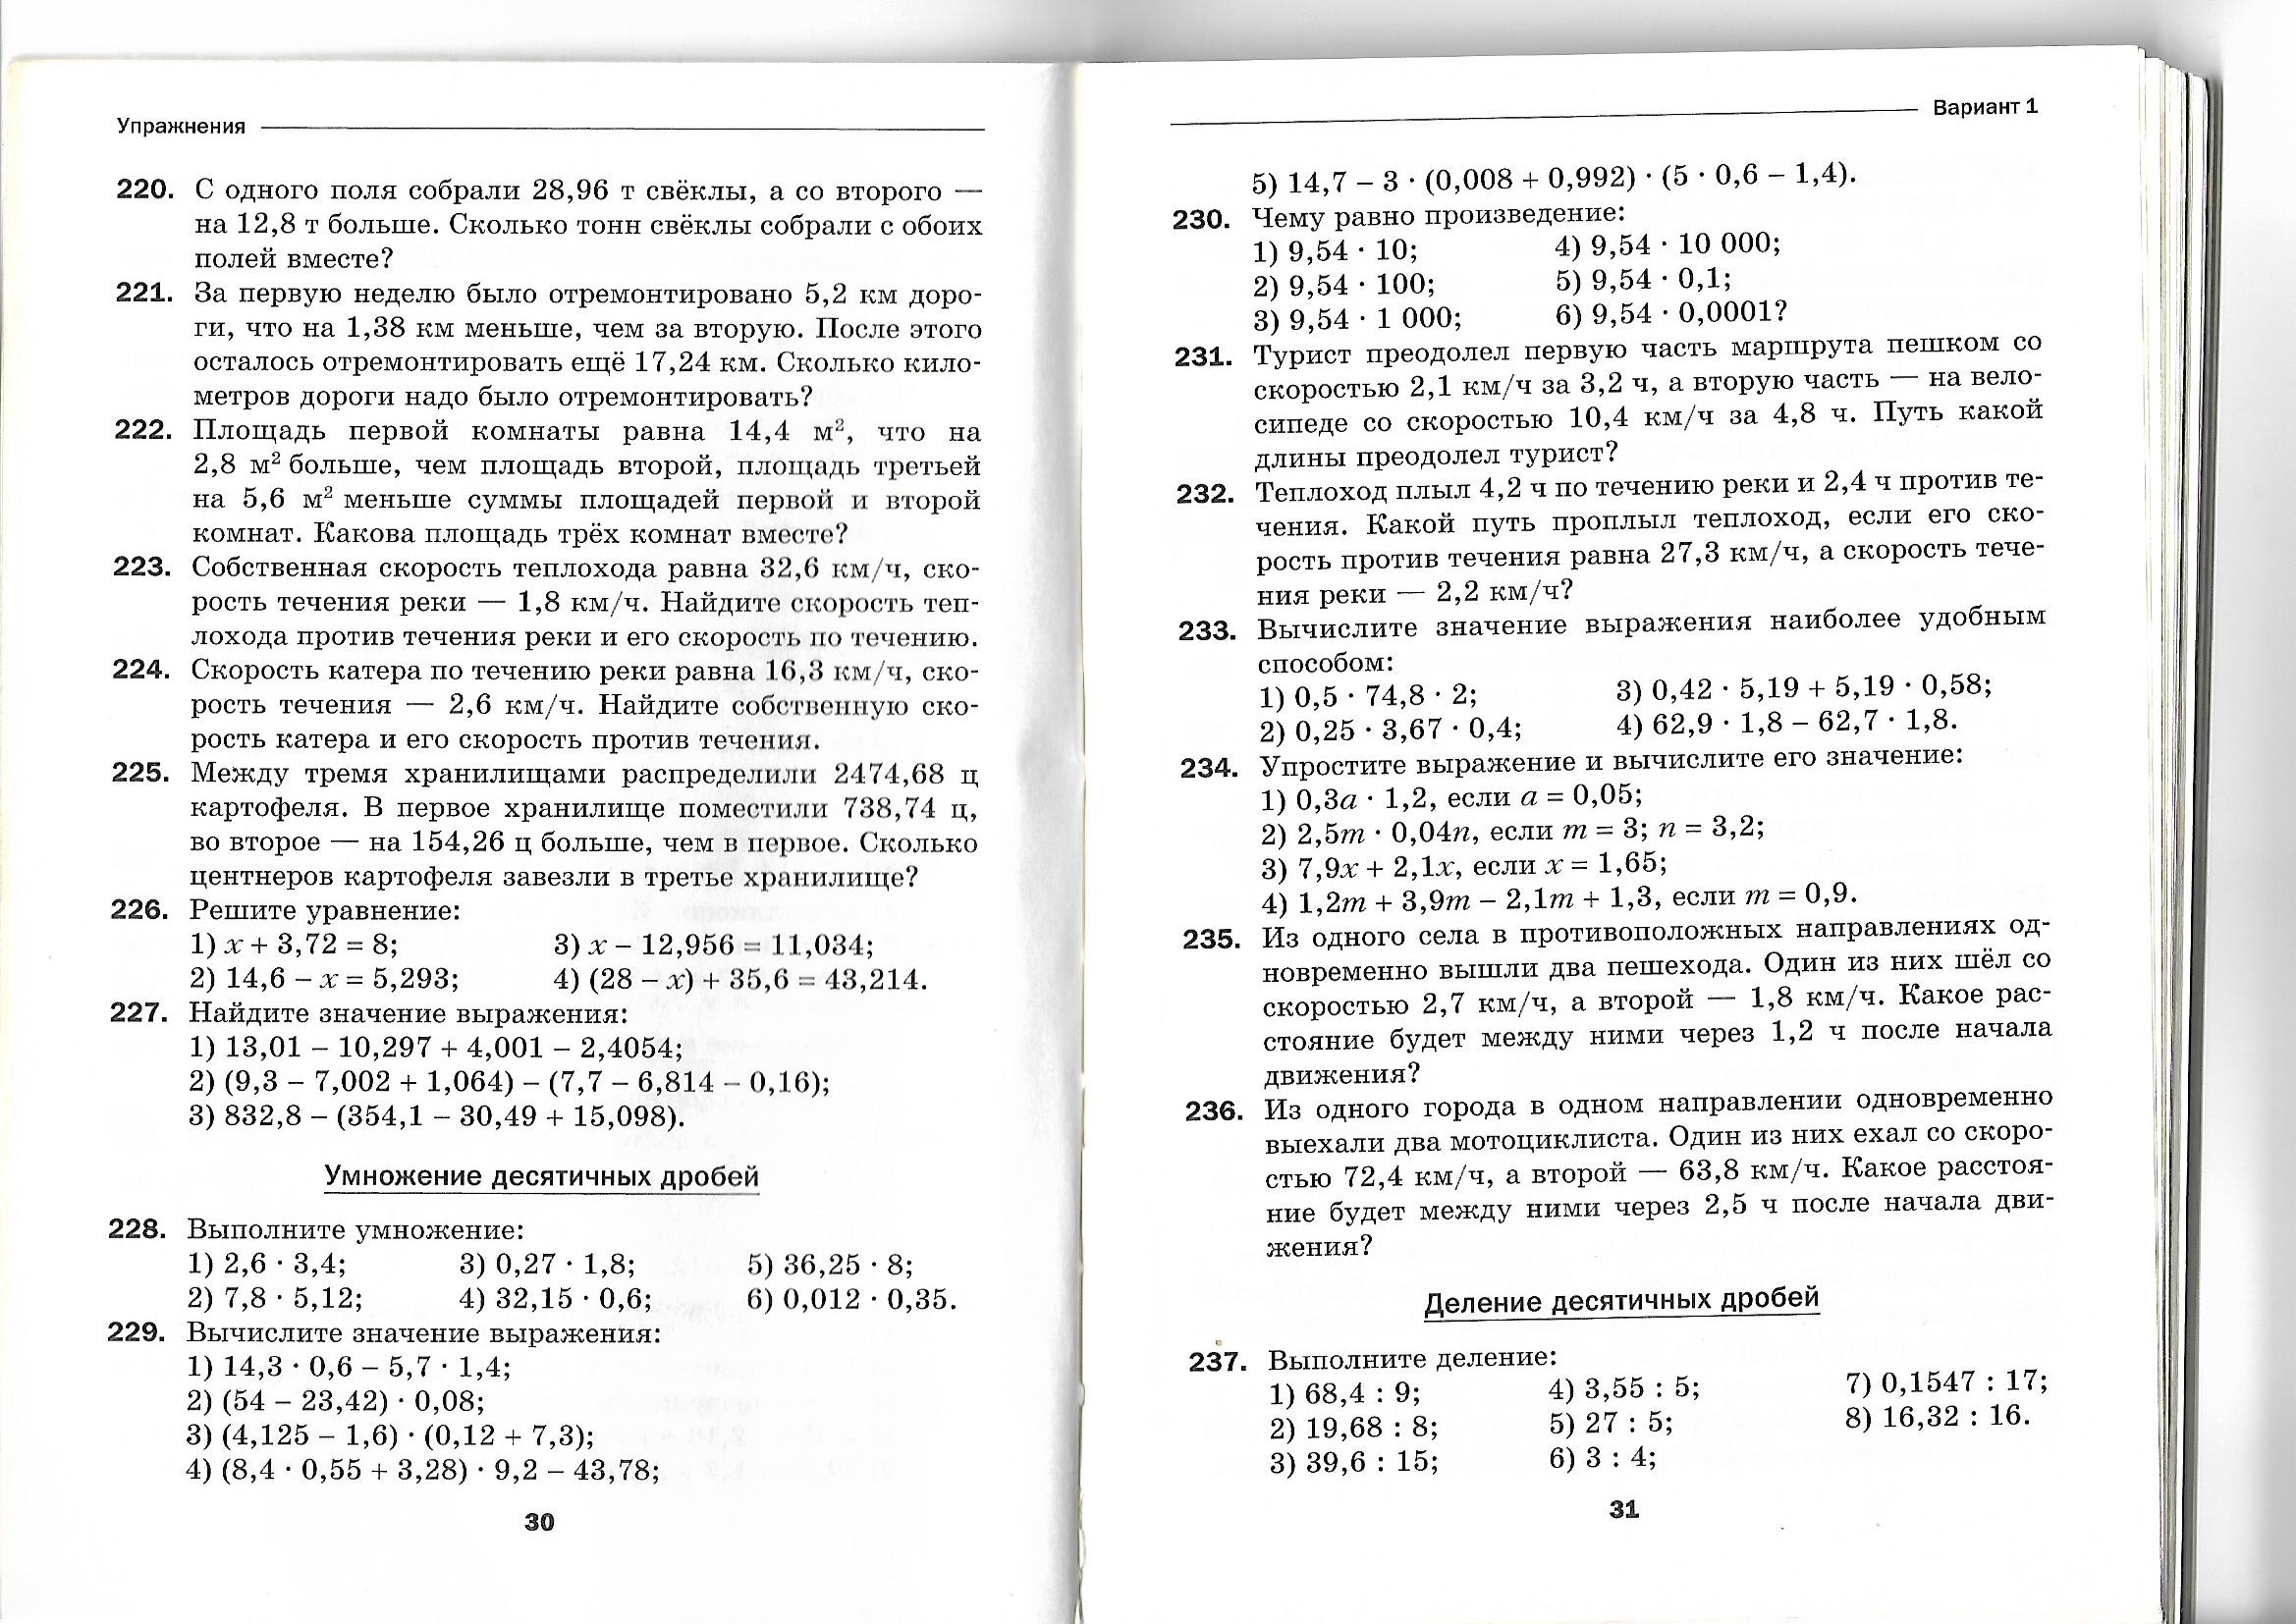 Упражнения
220. С одного поля собрали 28,96 т свёклы, а со второго —
на 12,8 т больше. Сколько тонн свёклы собрали с обоих
полей вместе?
221. За первую неделю было отремонтировано 5,2 км доро-
ги, что на 1,38 км меньше, чем за вторую. После этого
осталось отремонтировать ещё 17,24 км. Сколько кило-
метров дороги надо было отремонтировать?
222. Площадь первой комнаты равна 14,4 м², что на
2,8 м² больше, чем площадь второй, площадь третьей
на 5,6 м² меньше суммы площадей первой и второй
комнат. Какова площадь трёх комнат вместе?
223. Собственная скорость теплохода равна 32,6 км/ч, ско-
рость течения реки — 1,8 км/ч. Найдите скорость теп-
лохода против течения реки и его скорость по течению.
224. Скорость катера по течению реки равна 16,3 км/ч, ско-
рость течения — 2,6 км/ч. Найдите собственную ско-
рость катера и его скорость против течения.
225. Между тремя хранилищами распределили 2474,68 ц
картофеля. В первое хранилище поместили 738,74 ц,
во второе — на 154,26 ц больше, чем в первое. Сколько
центнеров картофеля завезли в третье хранилище?
226. Решите уравнение:
1) x + 3,72 = 8; 3) x – 12,956 = 11,034;
2) 14,6 – x = 5,293; 4) (28 – x) + 35,6 = 43,214.
227. Найдите значение выражения:
1) 13,01 – 10,297 + 4,001 – 2,4054;
2) (9,3 – 7,002 + 1,064) – (7,7 – 6,814 – 0,16);
3) 832,8 – (354,1 – 30,49 + 15,098).
Умножение десятичных дробей
228. Выполните умножение:
1) 2,6 · 3,4; 3) 0,27 · 1,8; 5) 36,25 · 8;
2) 7,8 · 5,12; 4) 32,15 · 0,6; 6) 0,012 · 0,35.
229. Вычислите значение выражения:
1) 14,3 · 0,6 – 5,7 · 1,4;
2) (54 – 23,42) · 0,08;
3) (4,125 – 1,6) · (0,12 + 7,3);
4) (8,4 · 0,55 + 3,28) · 9,2 – 43,78;
30
Вариант 1
5) 14,7 – 3 · (0,008 + 0,992) · (5 · 0,6 – 1,4).
230. Чему равно произведение:
1) 9,54 · 10; 4) 9,54 · 10 000;
2) 9,54 · 100; 5) 9,54 · 0,1;
3) 9,54 · 1 000; 6) 9,54 · 0,0001?
231. Турист преодолел первую часть маршрута пешком со
скоростью 2,1 км/ч за 3,2 ч, а вторую часть — на вело-
сипеде со скоростью 10,4 км/ч за 4,8 ч. Путь какой
длины преодолел турист?
232. Теплоход плыл 4,2 ч по течению реки и 2,4 ч против те-
чения. Какой путь проплыл теплоход, если его ско-
рость против течения равна 27,3 км/ч, а скорость тече-
ния реки — 2,2 км/ч?
233. Вычислите значение выражения наиболее удобным
способом:
1) 0,5 · 74,8 · 2; 3) 0,42 · 5,19 + 5,19 · 0,58;
2) 0,25 · 3,67 · 0,4; 4) 62,9 · 1,8 – 62,7 · 1,8.
234. Упростите выражение и вычислите его значение:
1) 0,3a · 1,2, если a = 0,05;
2) 2,5m · 0,04n, если m = 3; n = 3,2;
3) 7,9x + 2,1x, если x = 1,65;
4) 1,2m + 3,9m – 2,1m + 1,3, если m = 0,9.
235. Из одного села в противоположных направлениях од-
новременно вышли два пешехода. Один из них шёл со
скоростью 2,7 км/ч, а второй — 1,8 км/ч. Какое рас-
стояние будет между ними через 1,2 ч после начала
движения?
236. Из одного города в одном направлении одновременно
выехали два мотоциклиста. Один из них ехал со скоро-
стью 72,4 км/ч, а второй — 63,8 км/ч. Какое расстоя-
ние будет между ними через 2,5 ч после начала дви-
жения?
Деление десятичных дробей
237. Выполните деление:
1) 68,4 : 9; 4) 3,55 : 5; 7) 0,1547 : 17;
2) 19,68 : 8; 5) 27 : 5; 8) 16,32 : 16.
3) 39,6 : 15; 6) 3 : 4;
31